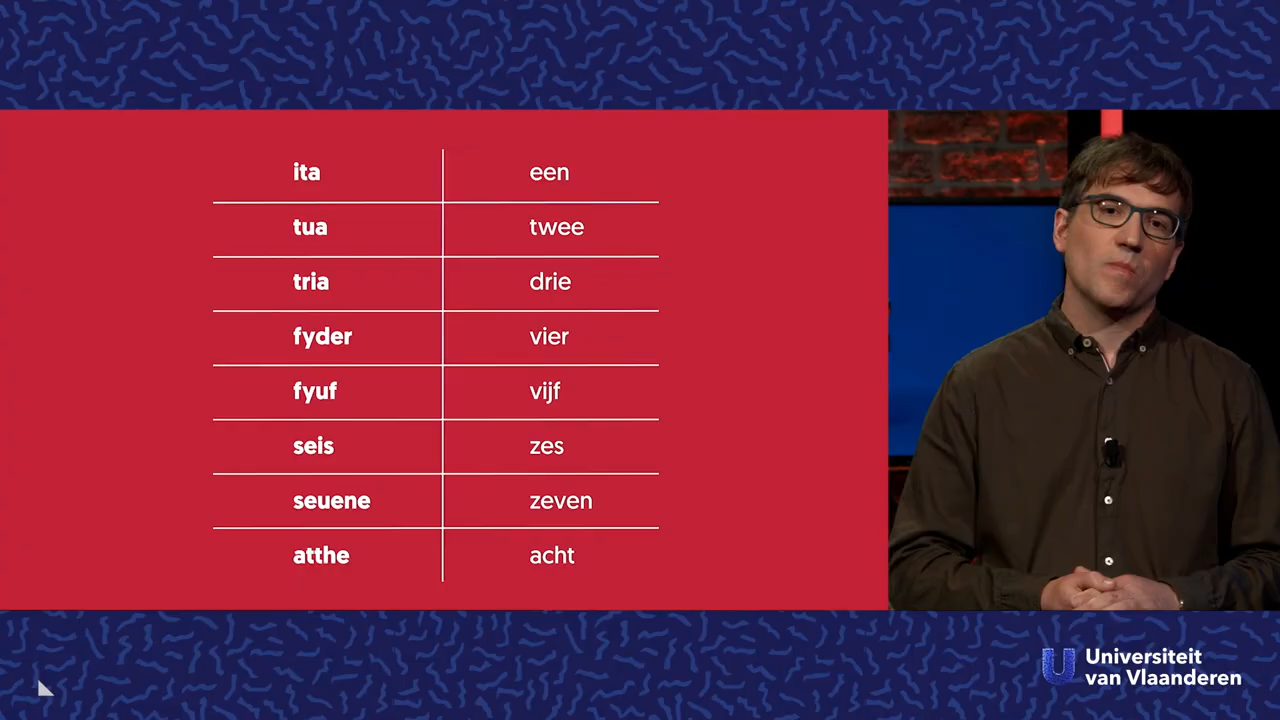 ita een
tua twee
tria drie
fyder vier
fyuf vijf
seis zes
seuene zeven
atthe acht
Universiteit
van Vlaanderen